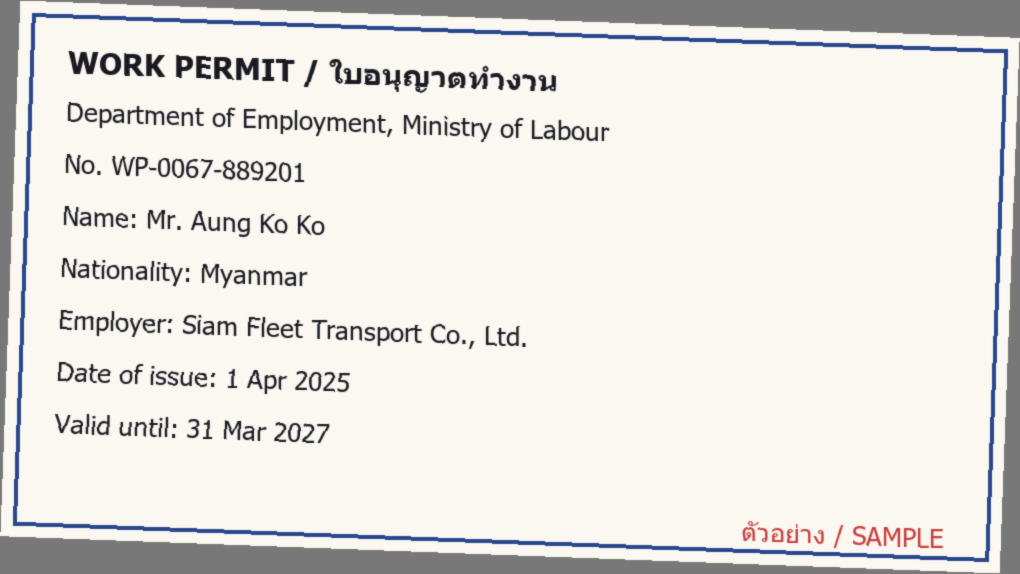 WORK PERMIT / ใบอนุญาตทำงาน
Department of Employment, Ministry of Labour
No. WP-0067-889201
Name: Mr. Aung Ko Ko
Nationality: Myanmar
Employer: Siam Fleet Transport Co., Ltd.
Date of issue: 1 Apr 2025
Valid until: 31 Mar 2027
ตัวอย่าง / SAMPLE